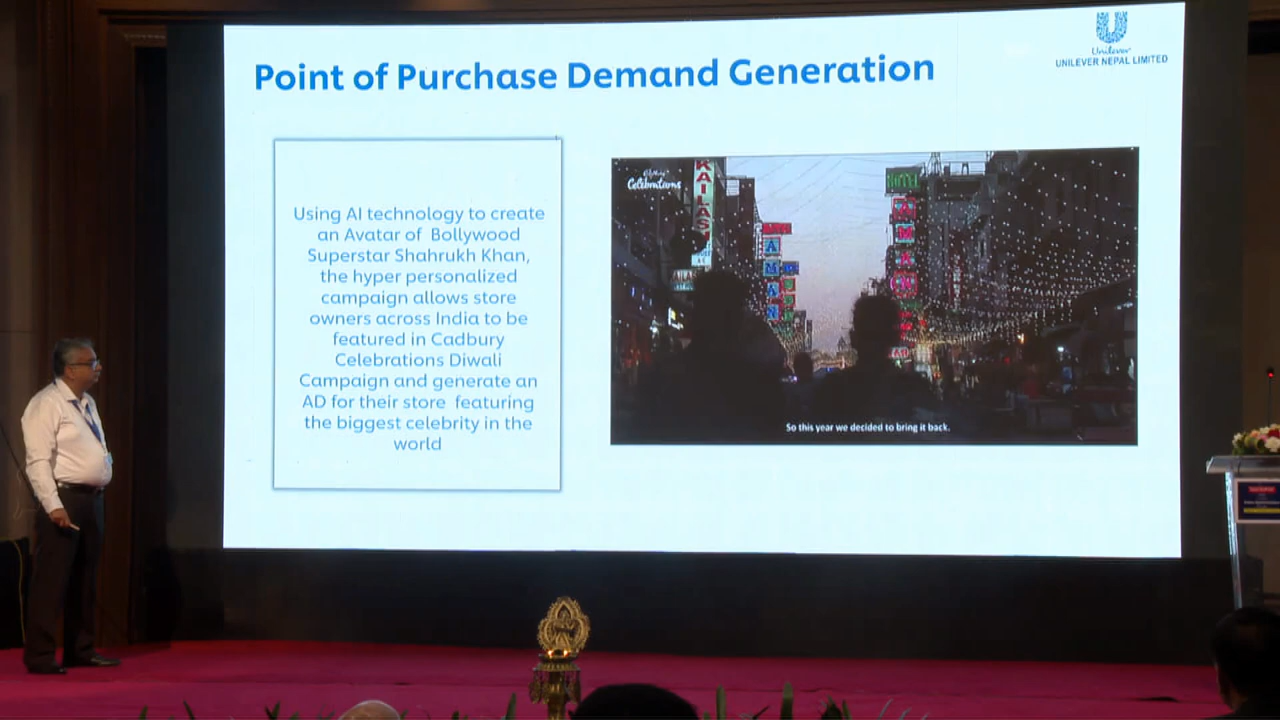 Point of Purchase Demand Generation
Unilever
UNILEVER NEPAL LIMITED
Using AI technology to create
an Avatar of Bollywood
Superstar Shahrukh Khan,
the hyper personalized
campaign allows store
owners across India to be
featured in Cadbury
Celebrations Diwali
Campaign and generate an
AD for their store featuring
the biggest celebrity in the
world
Celebrations
KAILASH
AMAN
So this year we decided to bring it back.